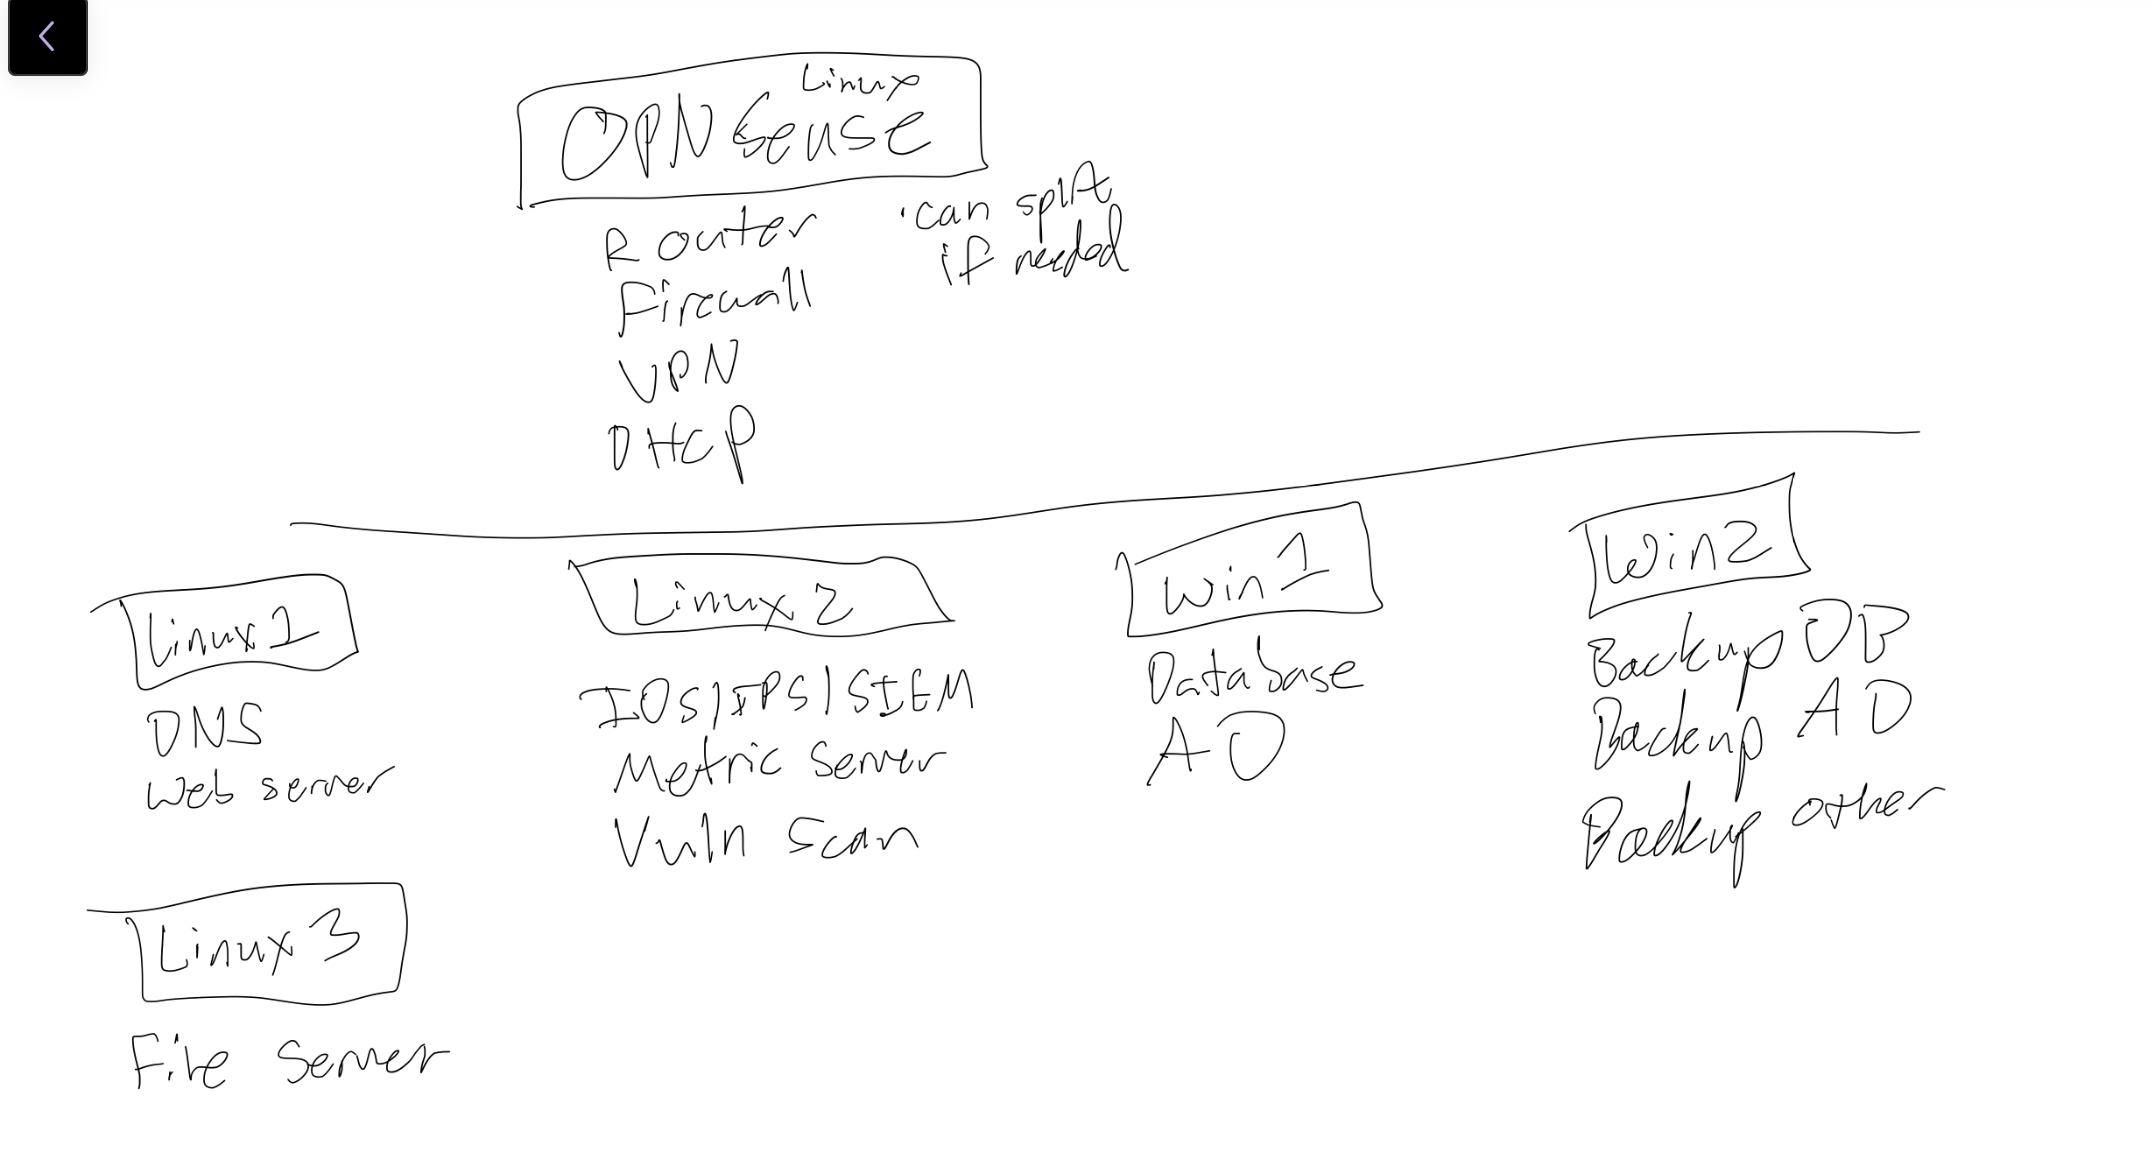 Linux
OPNSense
Router
Firewall
VPN
DHCP
·can split
if needed
Linux 1
DNS
Web server
Linux 2
IDS/IPS/SIEM
Metric Server
Vuln Scan
Win 1
Database
AD
Win 2
Backup DB
Backup AD
Backup other
Linux 3
File Server